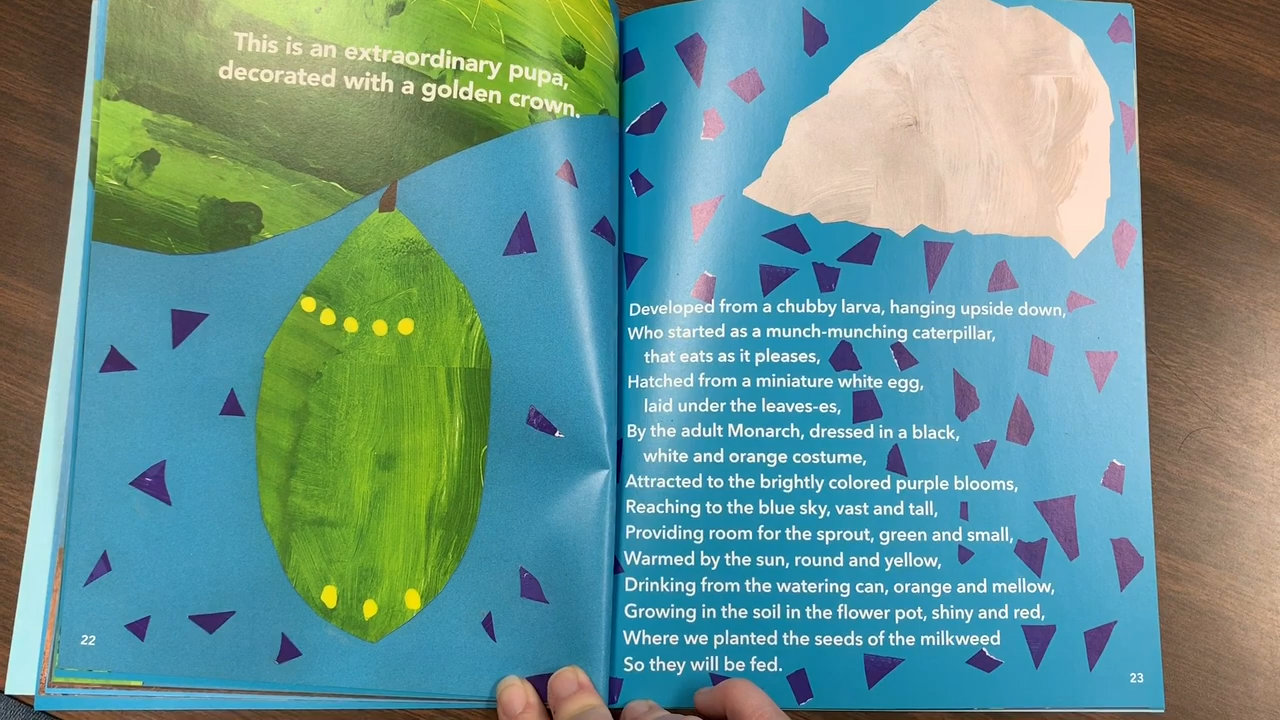 This is an extraordinary pupa,
decorated with a golden crown.
22
Developed from a chubby larva, hanging upside down,
Who started as a munch-munching caterpillar,
that eats as it pleases,
Hatched from a miniature white egg,
laid under the leaves-es,
By the adult Monarch, dressed in a black,
white and orange costume,
Attracted to the brightly colored purple blooms,
Reaching to the blue sky, vast and tall,
Providing room for the sprout, green and small,
Warmed by the sun, round and yellow,
Drinking from the watering can, orange and mellow,
Growing in the soil in the flower pot, shiny and red,
Where we planted the seeds of the milkweed
So they will be fed.
23